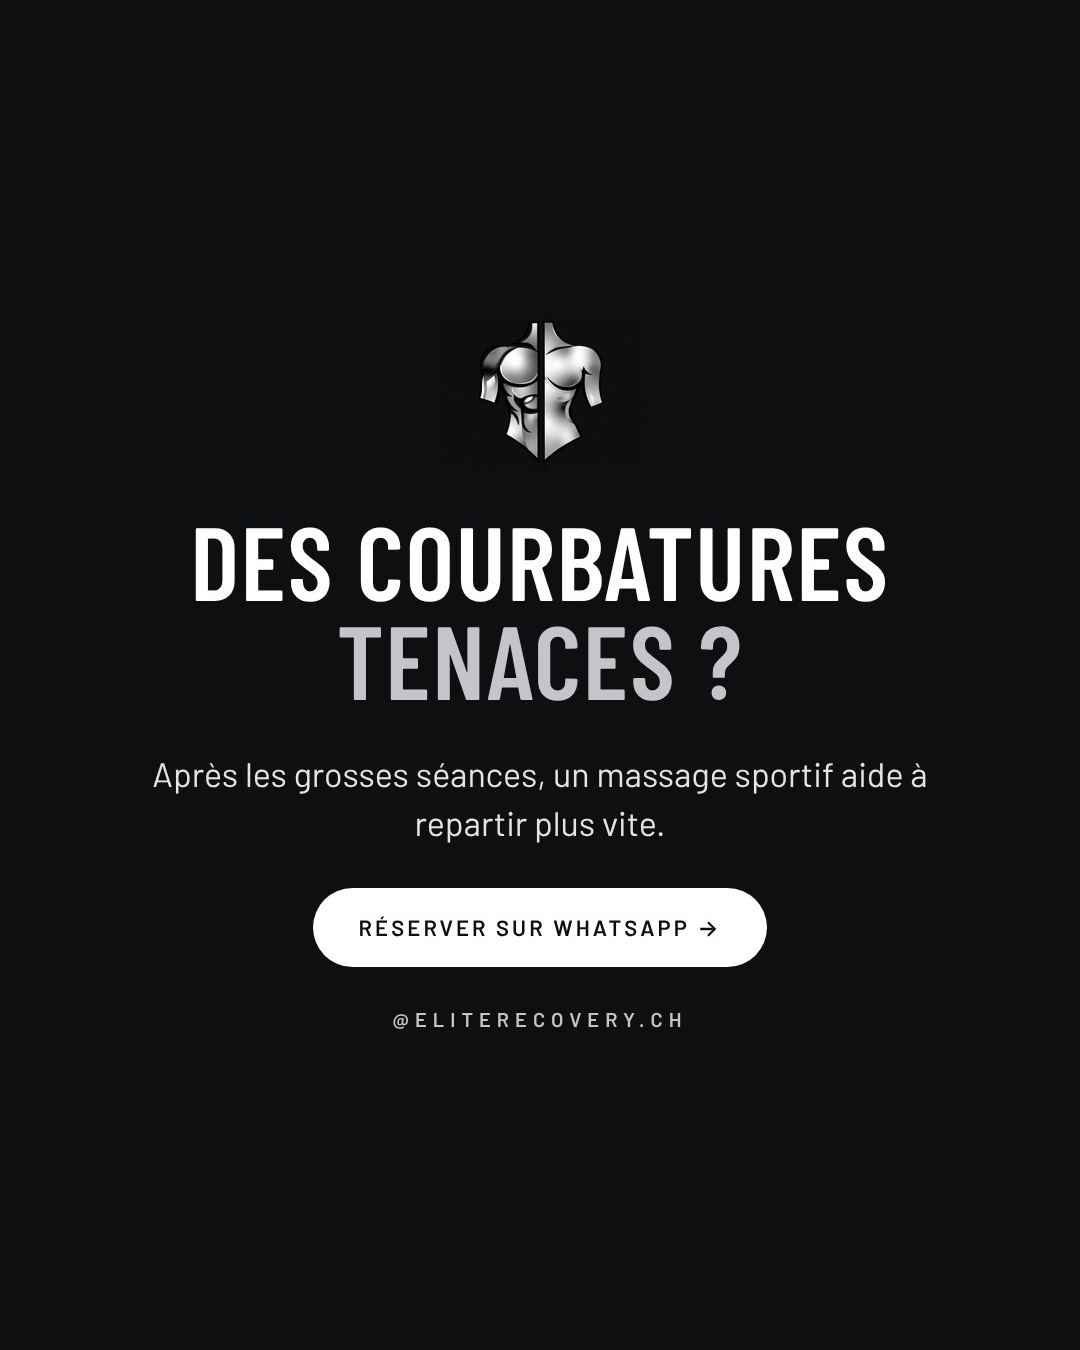 DES COURBATURES
TENACES ?
Après les grosses séances, un massage sportif aide à
repartir plus vite.
RÉSERVER SUR WHATSAPP →
@ELITERECOVERY.CH